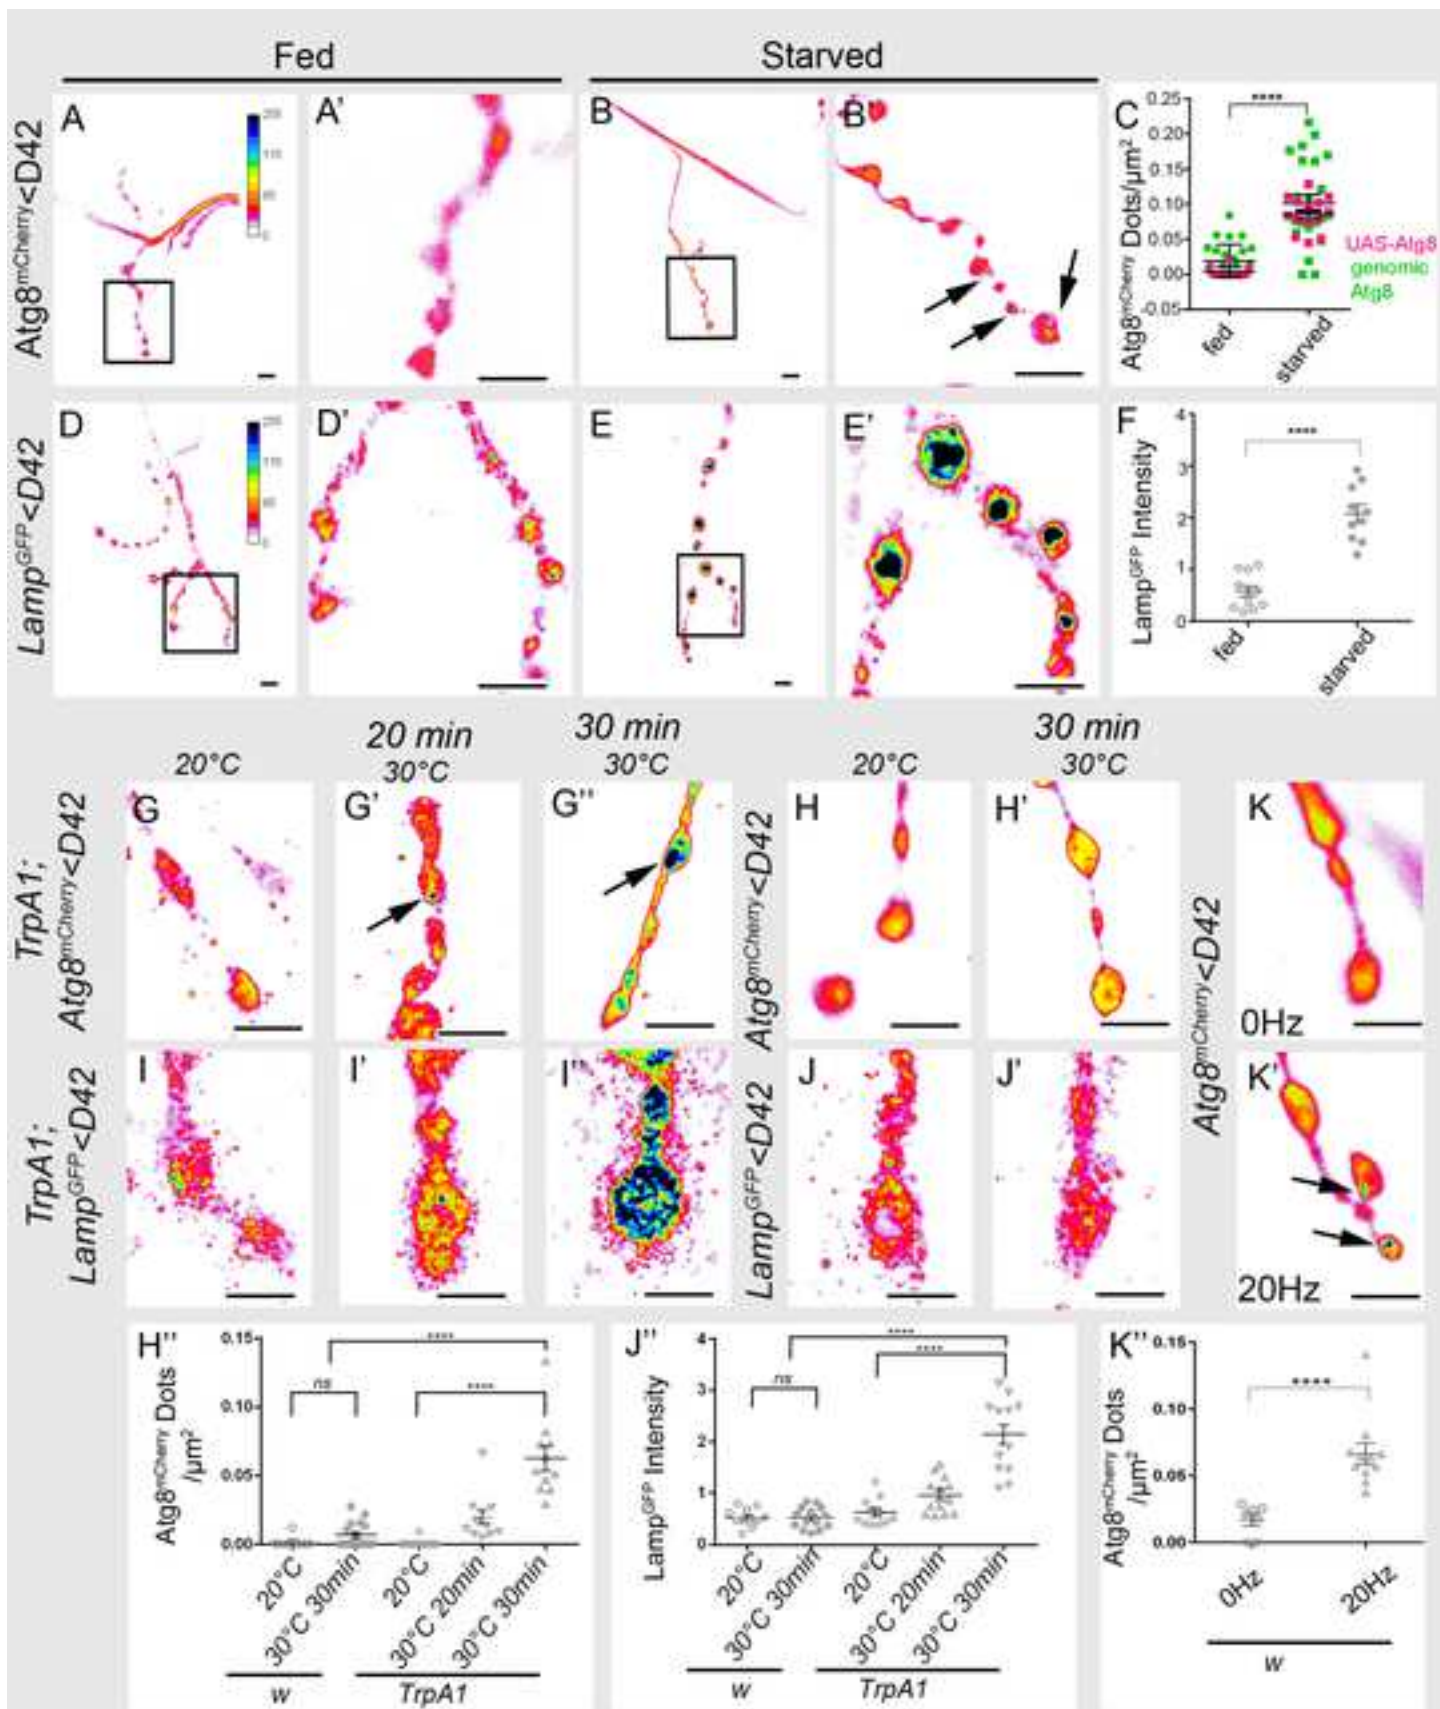 Fed
Starved
Atg8mCherry<D42
A
A'
B
B'
C
Atg8mCherry Dots/µm²
0.25
0.20
0.15
0.10
0.05
0.00
-0.05
****
UAS-Atg8
genomic
Atg8
fed
starved
LampGFP<D42
D
D'
E
E'
F
LampGFP Intensity
4
3
2
1
0
****
fed
starved
20 min
30 min
30 min
20°C
30°C
30°C
20°C
30°C
TrpA1;
Atg8mCherry<D42
G
G'
G"
Atg8mCherry<D42
H
H'
Atg8mCherry<D42
K
0Hz
TrpA1;
LampGFP<D42
I
I'
I"
LampGFP<D42
J
J'
K'
20Hz
H"
Atg8mCherry Dots
/µm²
0.15
0.10
0.05
0.00
ns
****
****
20°C
30°C 30min
20°C
30°C 20min
30°C 30min
w
TrpA1
J"
LampGFP Intensity
4
3
2
1
0
ns
****
****
20°C
30°C 30min
20°C
30°C 20min
30°C 30min
w
TrpA1
K"
Atg8mCherry Dots
/µm²
0.15
0.10
0.05
0.00
****
0Hz
20Hz
w